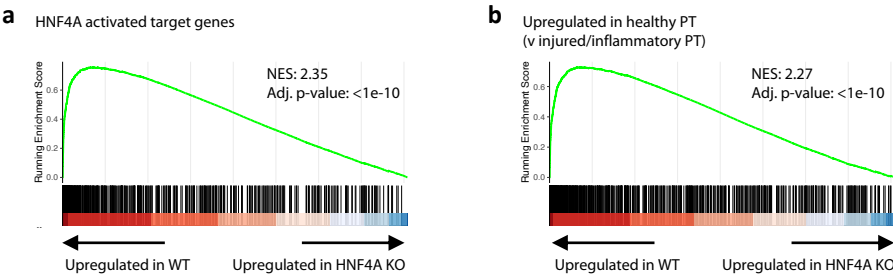 a
HNF4A activated target genes
NES: 2.35
Adj. p-value: <1e-10
Running Enrichment Score
0.6
0.4
0.2
0.0
..
Upregulated in WT
Upregulated in HNF4A KO
b
Upregulated in healthy PT
(v injured/inflammatory PT)
NES: 2.27
Adj. p-value: <1e-10
Running Enrichment Score
0.6
0.4
0.2
0.0
Upregulated in WT
Upregulated in HNF4A KO